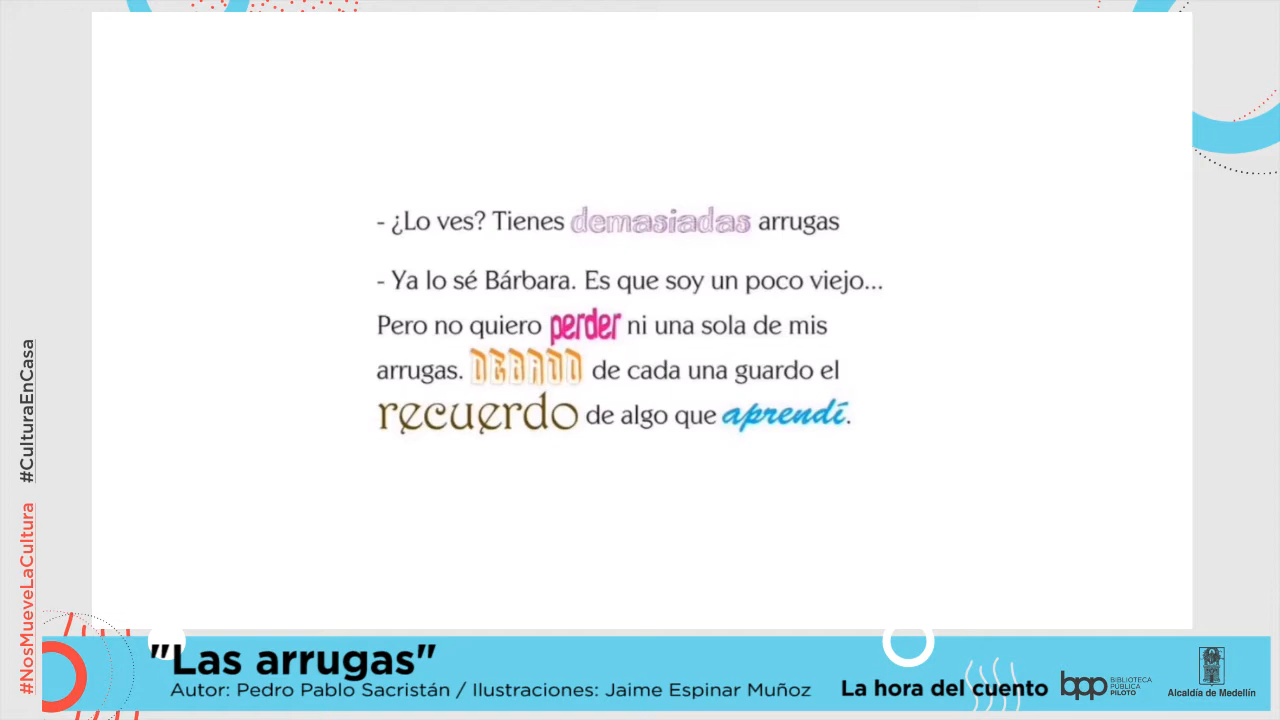 - ¿Lo ves? Tienes demasiadas arrugas
- Ya lo sé Bárbara. Es que soy un poco viejo...
Pero no quiero perder ni una sola de mis
arrugas. DEBAJO de cada una guardo el
recuerdo de algo que aprendí.
#NosMueveLaCultura #CulturaEnCasa
"Las arrugas"
Autor: Pedro Pablo Sacristán / Ilustraciones: Jaime Espinar Muñoz
La hora del cuento
bpp BIBLIOTECA
PÚBLICA
PILOTO
Alcaldía de Medellín